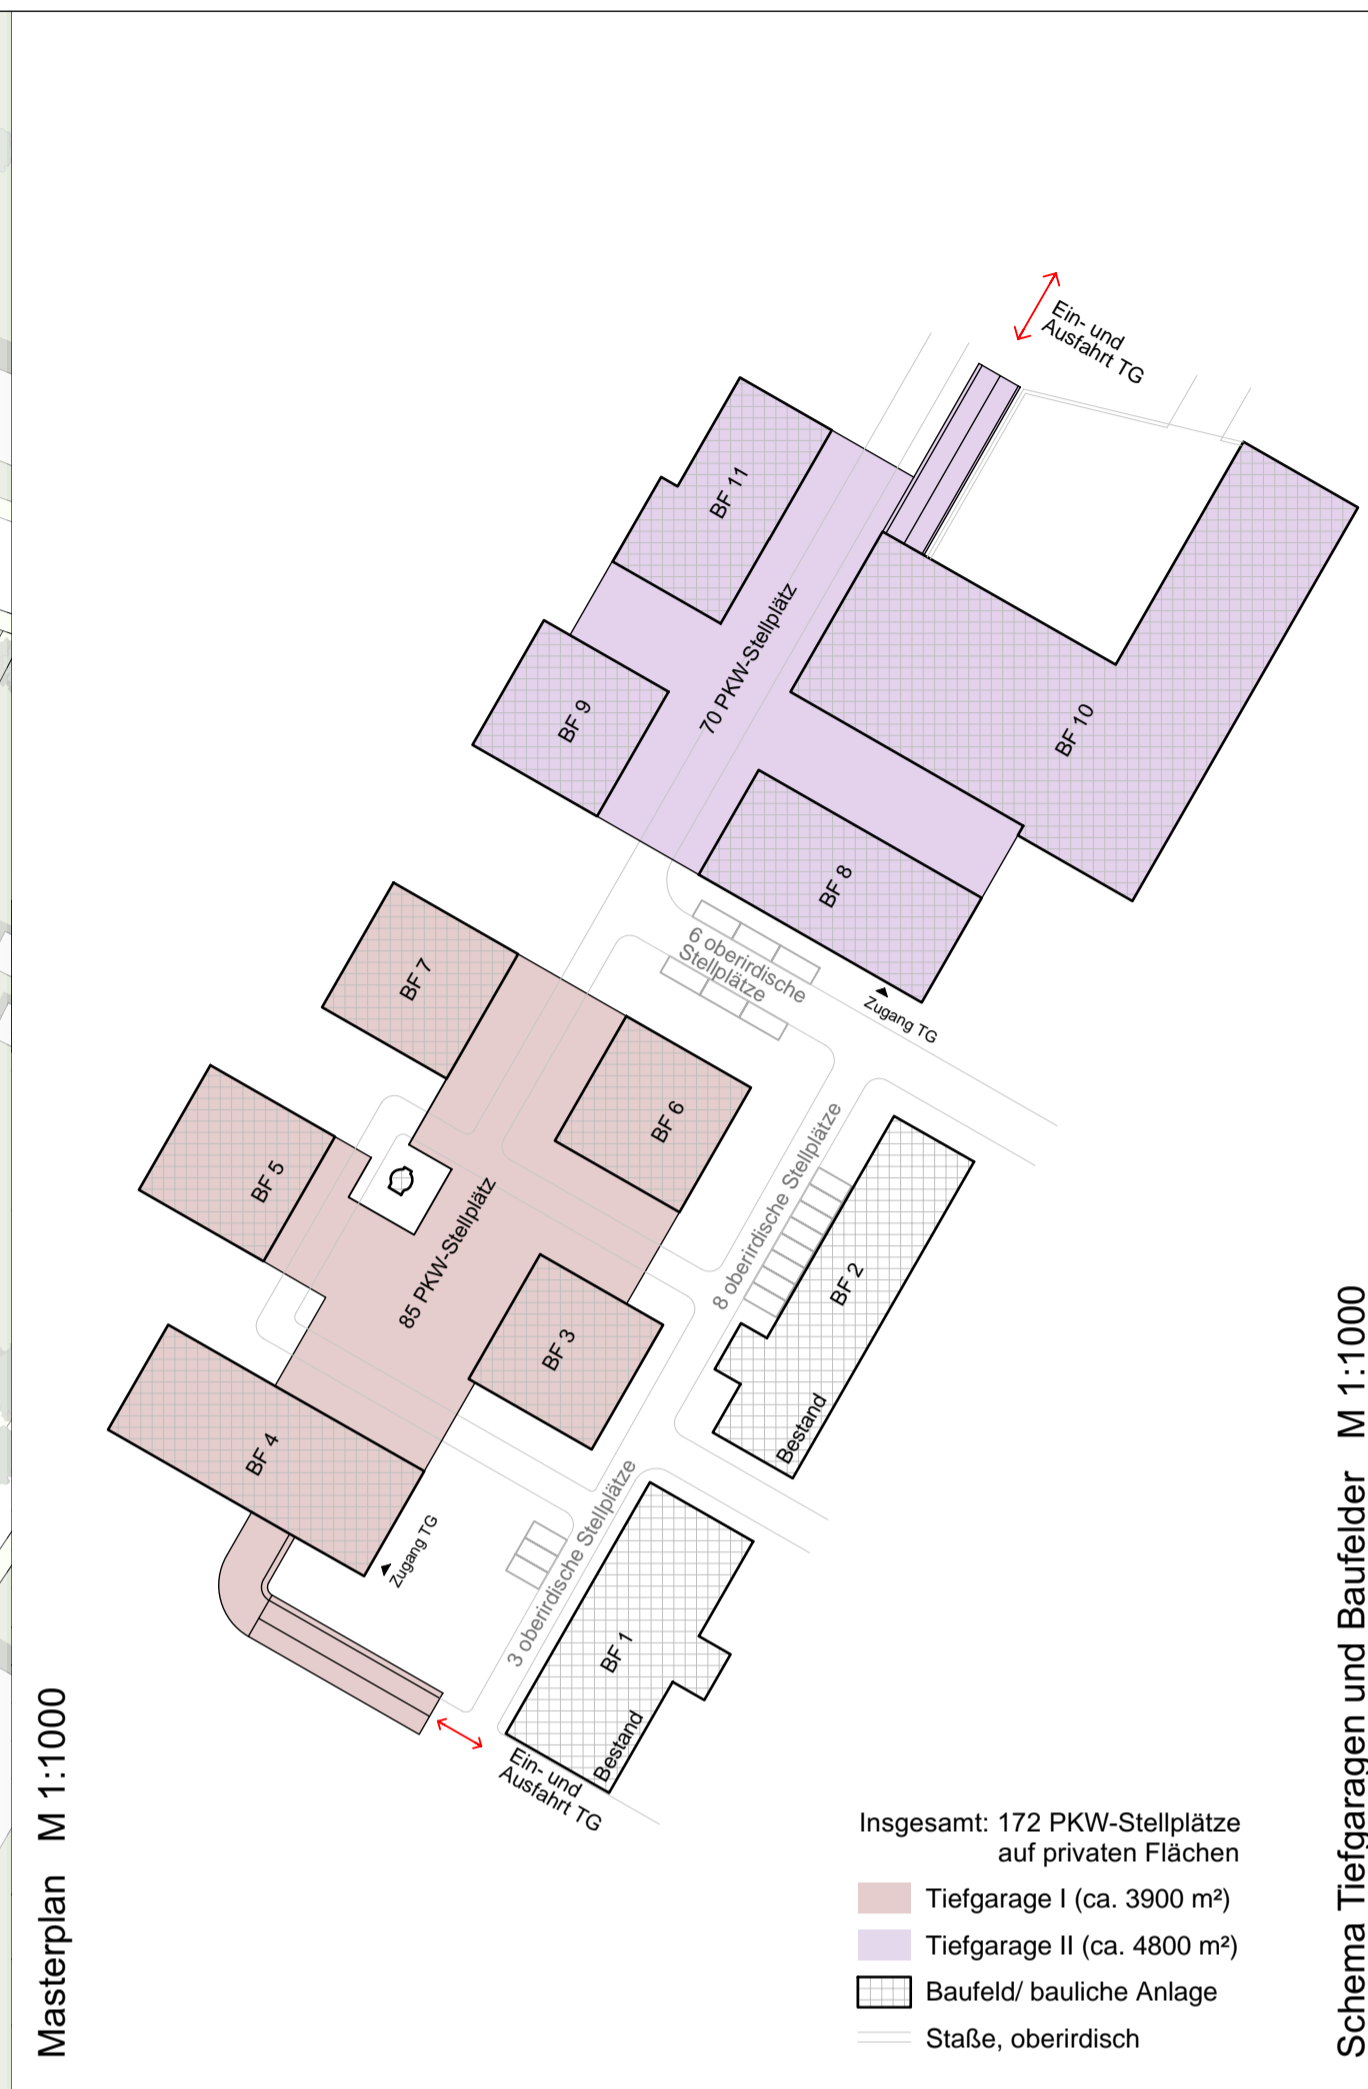 Masterplan M 1:1000
Ein- und
Ausfahrt TG
BF 11
70 PKW-Stellplätz
BF 9
BF 10
BF 8
6 oberirdische
Stellplätze
Zugang TG
BF 7
BF 6
BF 5
85 PKW-Stellplätz
8 oberirdische Stellplätze
BF 2
Bestand
BF 3
BF 4
Zugang TG
3 oberirdische Stellplätze
BF 1
Bestand
Ein- und
Ausfahrt TG
Insgesamt: 172 PKW-Stellplätze
auf privaten Flächen
Tiefgarage I (ca. 3900 m²)
Tiefgarage II (ca. 4800 m²)
Baufeld/ bauliche Anlage
Staße, oberirdisch
Schema Tiefgaragen und Baufelder M 1:1000